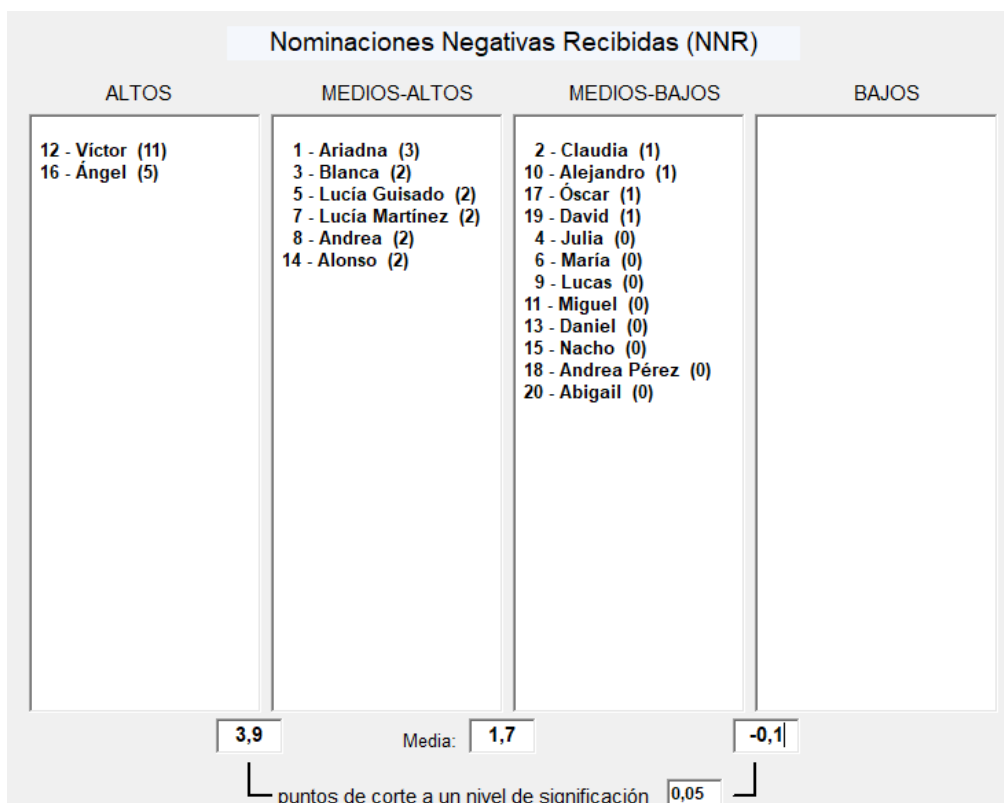 Nominaciones Negativas Recibidas (NNR)
ALTOS
12 - Víctor (11)
16 - Ángel (5)
MEDIOS-ALTOS
1 - Ariadna (3)
3 - Blanca (2)
5 - Lucía Guisado (2)
7 - Lucía Martínez (2)
8 - Andrea (2)
14 - Alonso (2)
MEDIOS-BAJOS
2 - Claudia (1)
10 - Alejandro (1)
17 - Óscar (1)
19 - David (1)
4 - Julia (0)
6 - María (0)
9 - Lucas (0)
11 - Miguel (0)
13 - Daniel (0)
15 - Nacho (0)
18 - Andrea Pérez (0)
20 - Abigail (0)
BAJOS
3,9 Media: 1,7 -0,1
puntos de corte a un nivel de significación 0,05